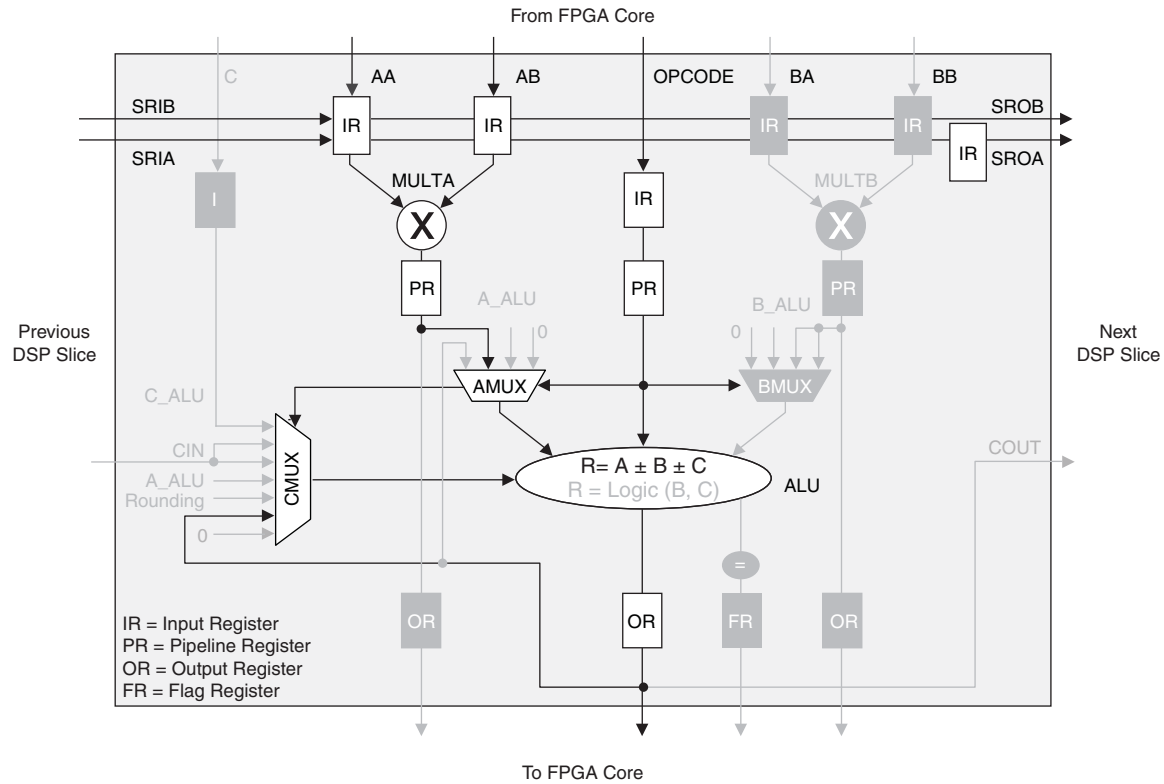 From FPGA Core
C
AA
AB
OPCODE
BA
BB
SRIB
SROB
IR
IR
IR
IR
SRIA
IR
SROA
MULTA
MULTB
I
IR
X
X
PR
PR
PR
A_ALU
B_ALU
0
0
Previous
DSP Slice
Next
DSP Slice
AMUX
BMUX
C_ALU
CIN
A_ALU
Rounding
0
CMUX
R= A ± B ± C
R = Logic (B, C)
ALU
COUT
=
OR
OR
FR
OR
IR = Input Register
PR = Pipeline Register
OR = Output Register
FR = Flag Register
To FPGA Core